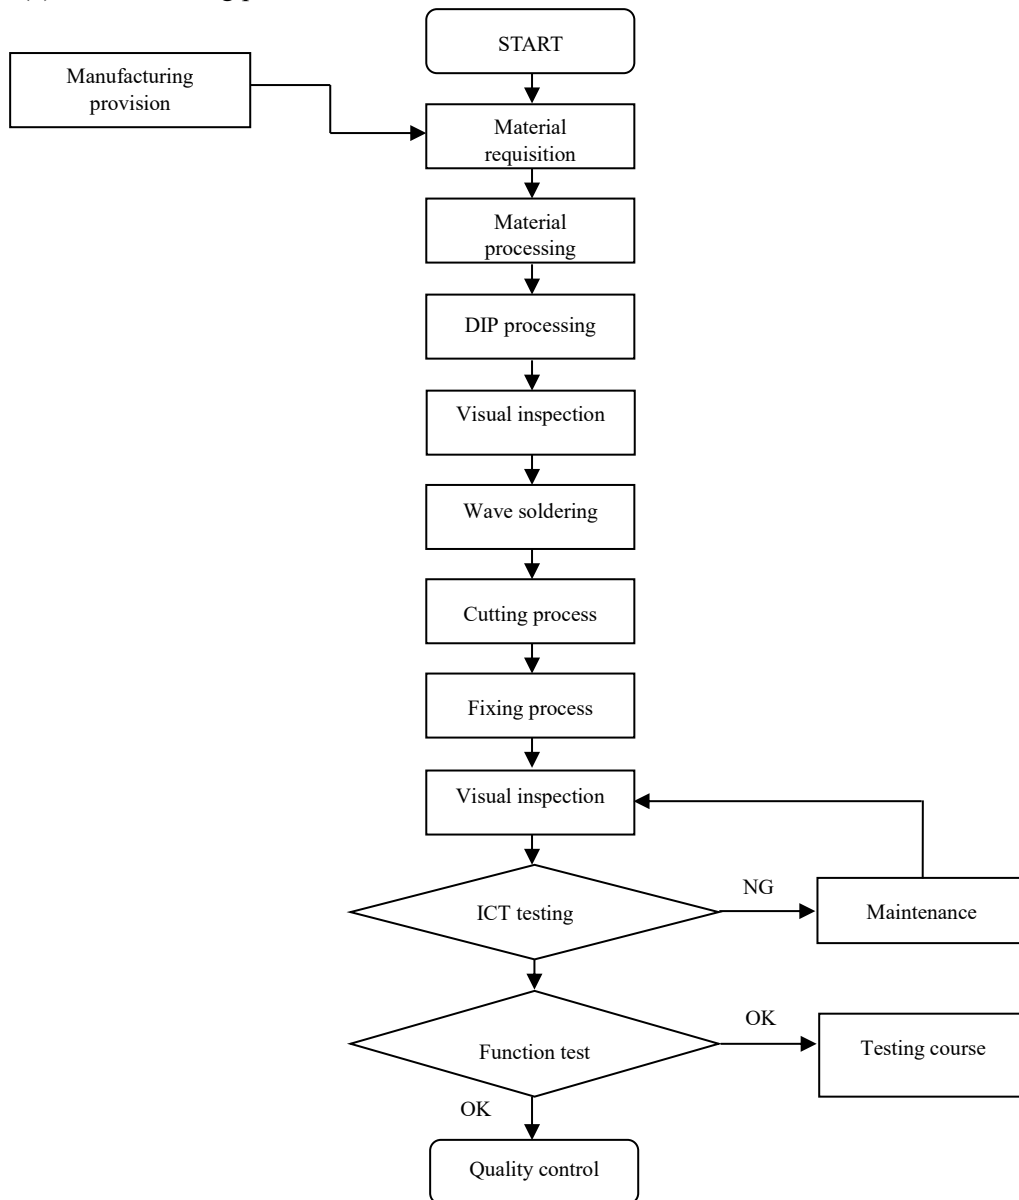 START
Manufacturing
provision
Material
requisition
Material
processing
DIP processing
Visual inspection
Wave soldering
Cutting process
Fixing process
Visual inspection
ICT testing
NG
Maintenance
Function test
OK
Testing course
OK
Quality control